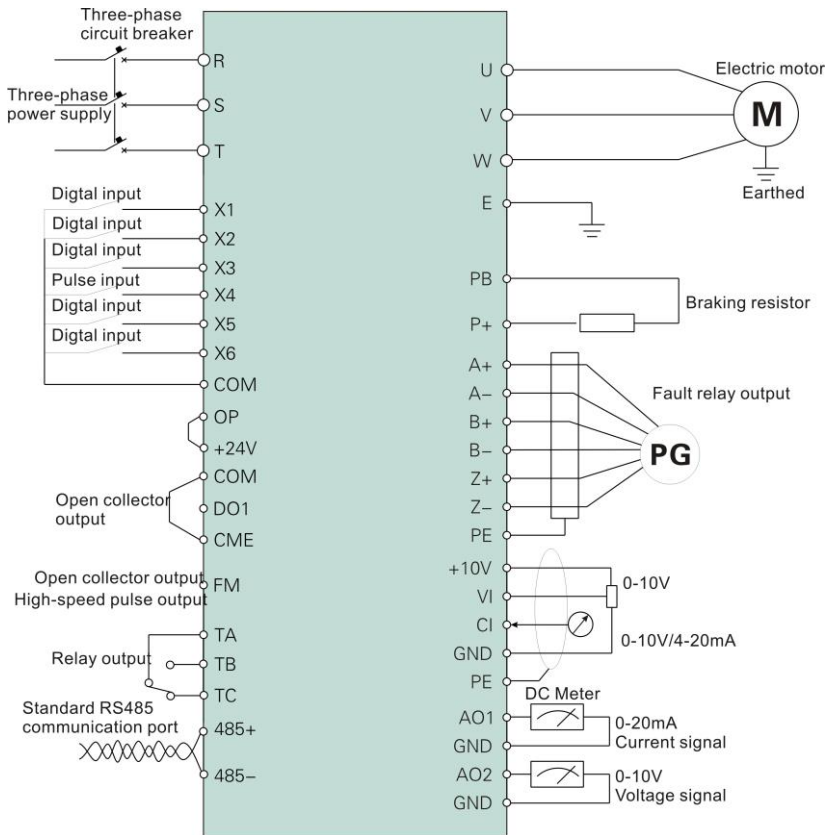 Three-phase
circuit breaker
R
Three-phase
power supply
S
T
Digtal input
X1
Digtal input
X2
Digtal input
X3
Pulse input
X4
Digtal input
X5
Digtal input
X6
COM
OP
+24V
COM
Open collector
output
DO1
CME
Open collector output
High-speed pulse output
FM
TA
Relay output
TB
TC
Standard RS485
communication port
485+
485−
U
Electric motor
V
M
W
Earthed
E
PB
Braking resistor
P+
A+
A−
Fault relay output
B+
B−
PG
Z+
Z−
PE
+10V
0-10V
VI
CI
0-10V/4-20mA
GND
PE
DC Meter
AO1
0-20mA
Current signal
GND
AO2
0-10V
Voltage signal
GND